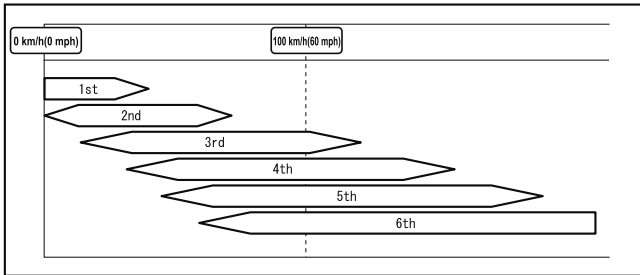 0 km/h(0 mph)
100 km/h(60 mph)
1st
2nd
3rd
4th
5th
6th